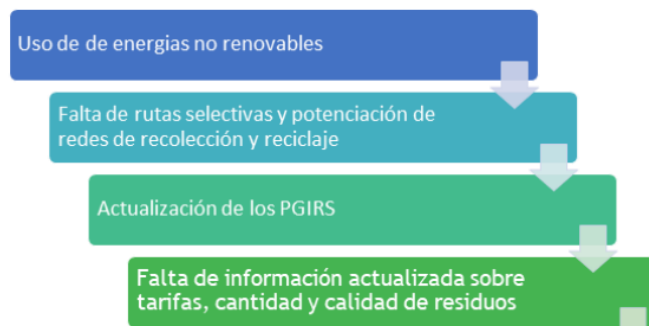 Uso de de energias no renovables
Falta de rutas selectivas y potenciación de
redes de recolección y reciclaje
Actualización de los PGIRS
Falta de información actualizada sobre
tarifas, cantidad y calidad de residuos